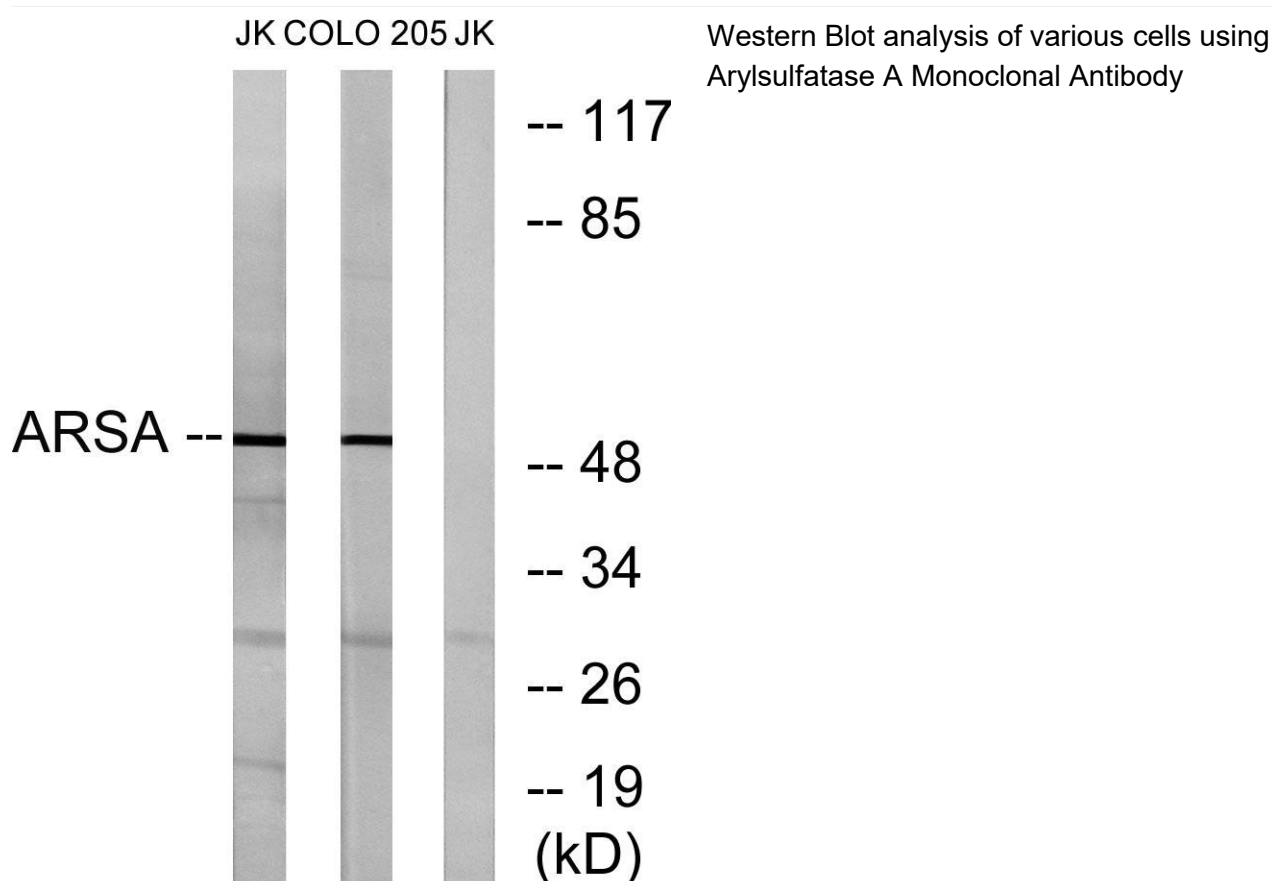 JK COLO 205 JK
Western Blot analysis of various cells using
Arylsulfatase A Monoclonal Antibody
-- 117
-- 85
ARSA --
-- 48
-- 34
-- 26
-- 19
(kD)